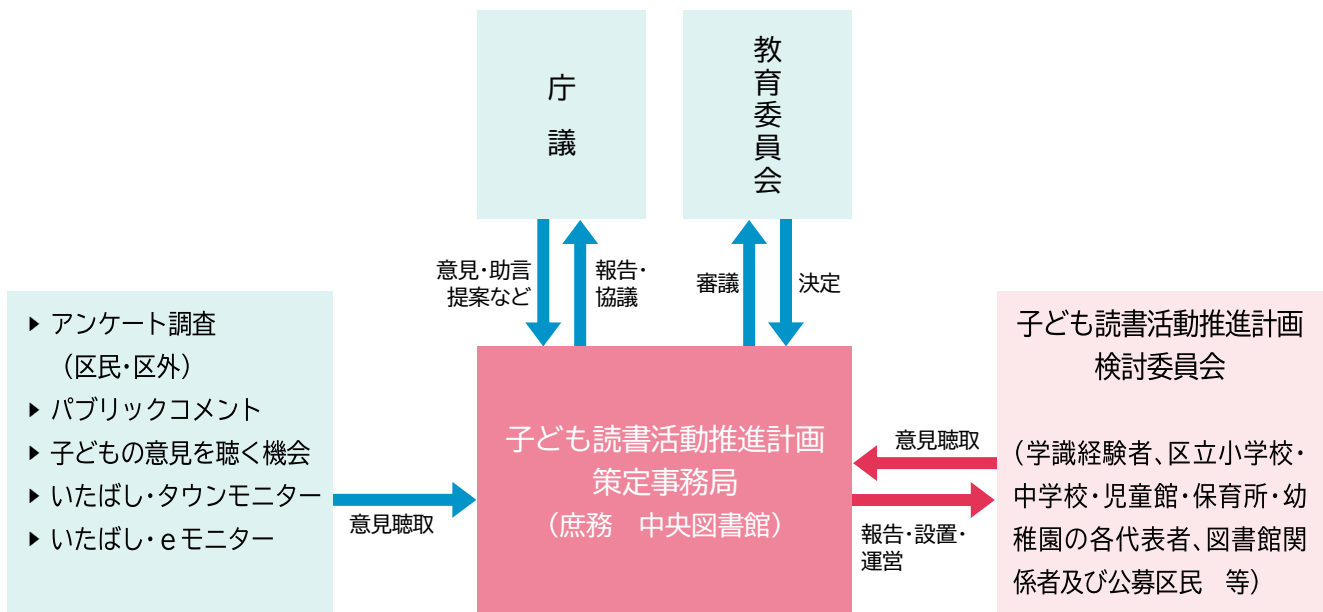 庁議
教育委員会
意見・助言
提案など
報告・
協議
審議
決定
▶ アンケート調査
（区民・区外）
▶ パブリックコメント
▶ 子どもの意見を聴く機会
▶ いたばし・タウンモニター
▶ いたばし・eモニター
意見聴取
子ども読書活動推進計画
策定事務局
（庶務　中央図書館）
意見聴取
報告・設置・
運営
子ども読書活動推進計画
検討委員会
（学識経験者、区立小学校・
中学校・児童館・保育所・幼
稚園の各代表者、図書館関
係者及び公募区民　等）